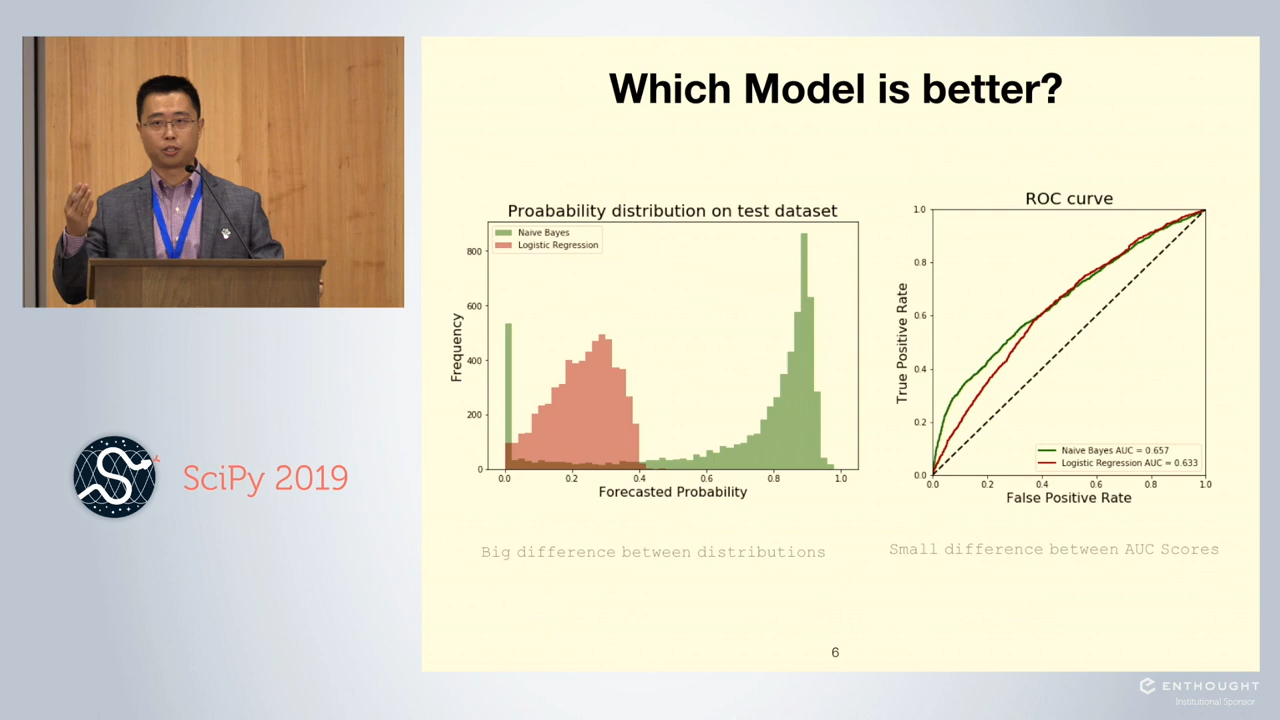 Which Model is better?
Proabability distribution on test dataset
Naive Bayes
Logistic Regression
Frequency
800
600
400
200
0
0.0 0.2 0.4 0.6 0.8 1.0
Forecasted Probability
Big difference between distributions
ROC curve
True Positive Rate
1.0
0.8
0.6
0.4
0.2
0.0
Naive Bayes AUC = 0.657
Logistic Regression AUC = 0.633
0.0 0.2 0.4 0.6 0.8 1.0
False Positive Rate
Small difference between AUC Scores
6
SciPy 2019
ENTHOUGHT
Institutional Sponsor